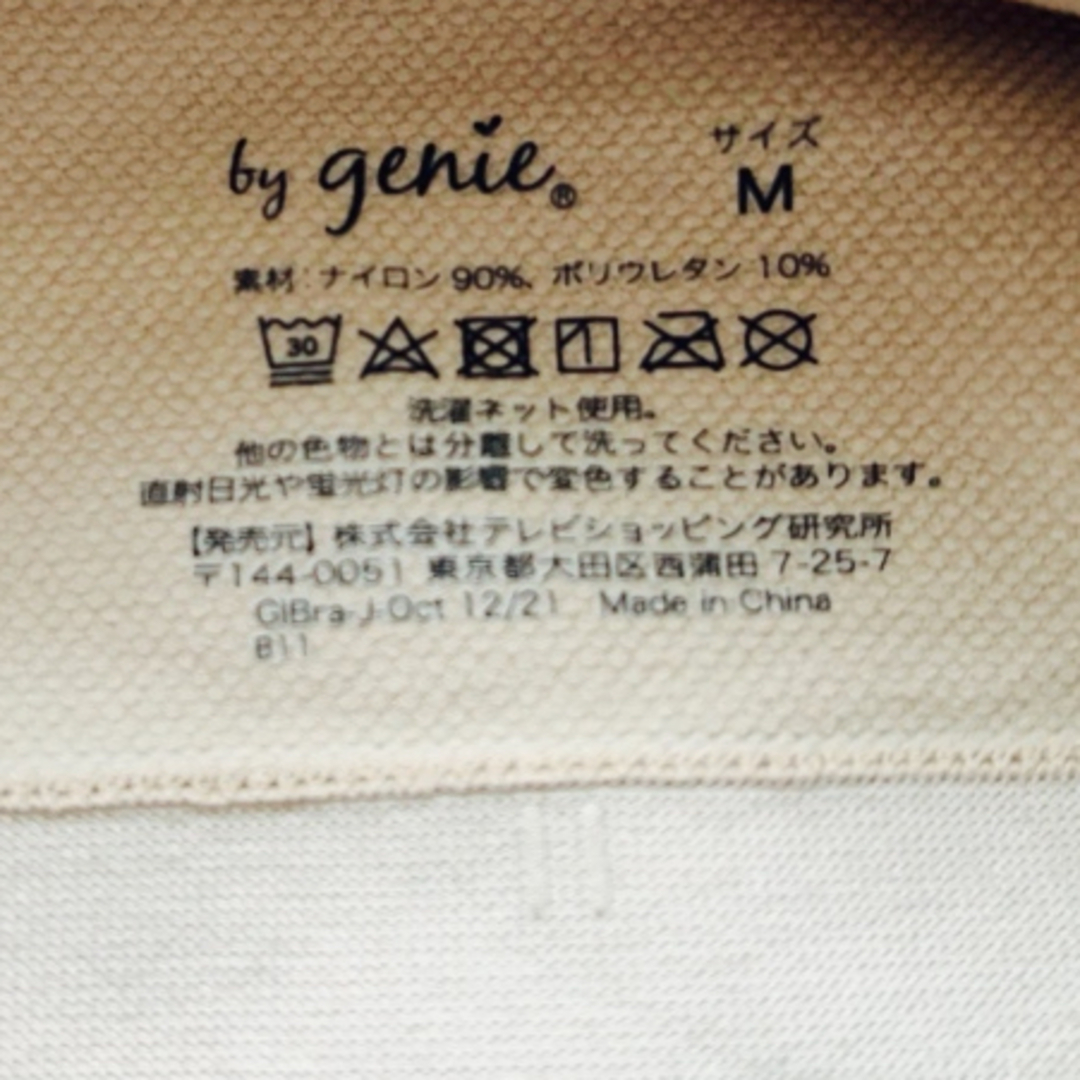 by genie®
サイズ
M
素材：ナイロン 90%、ポリウレタン 10%
30
洗濯ネット使用。
他の色物とは分離して洗ってください。
直射日光や蛍光灯の影響で変色することがあります。
【発売元】株式会社テレビショッピング研究所
〒144-0051 東京都大田区西蒲田 7-25-7
GIBra-J-Oct 12/21 Made in China
B11